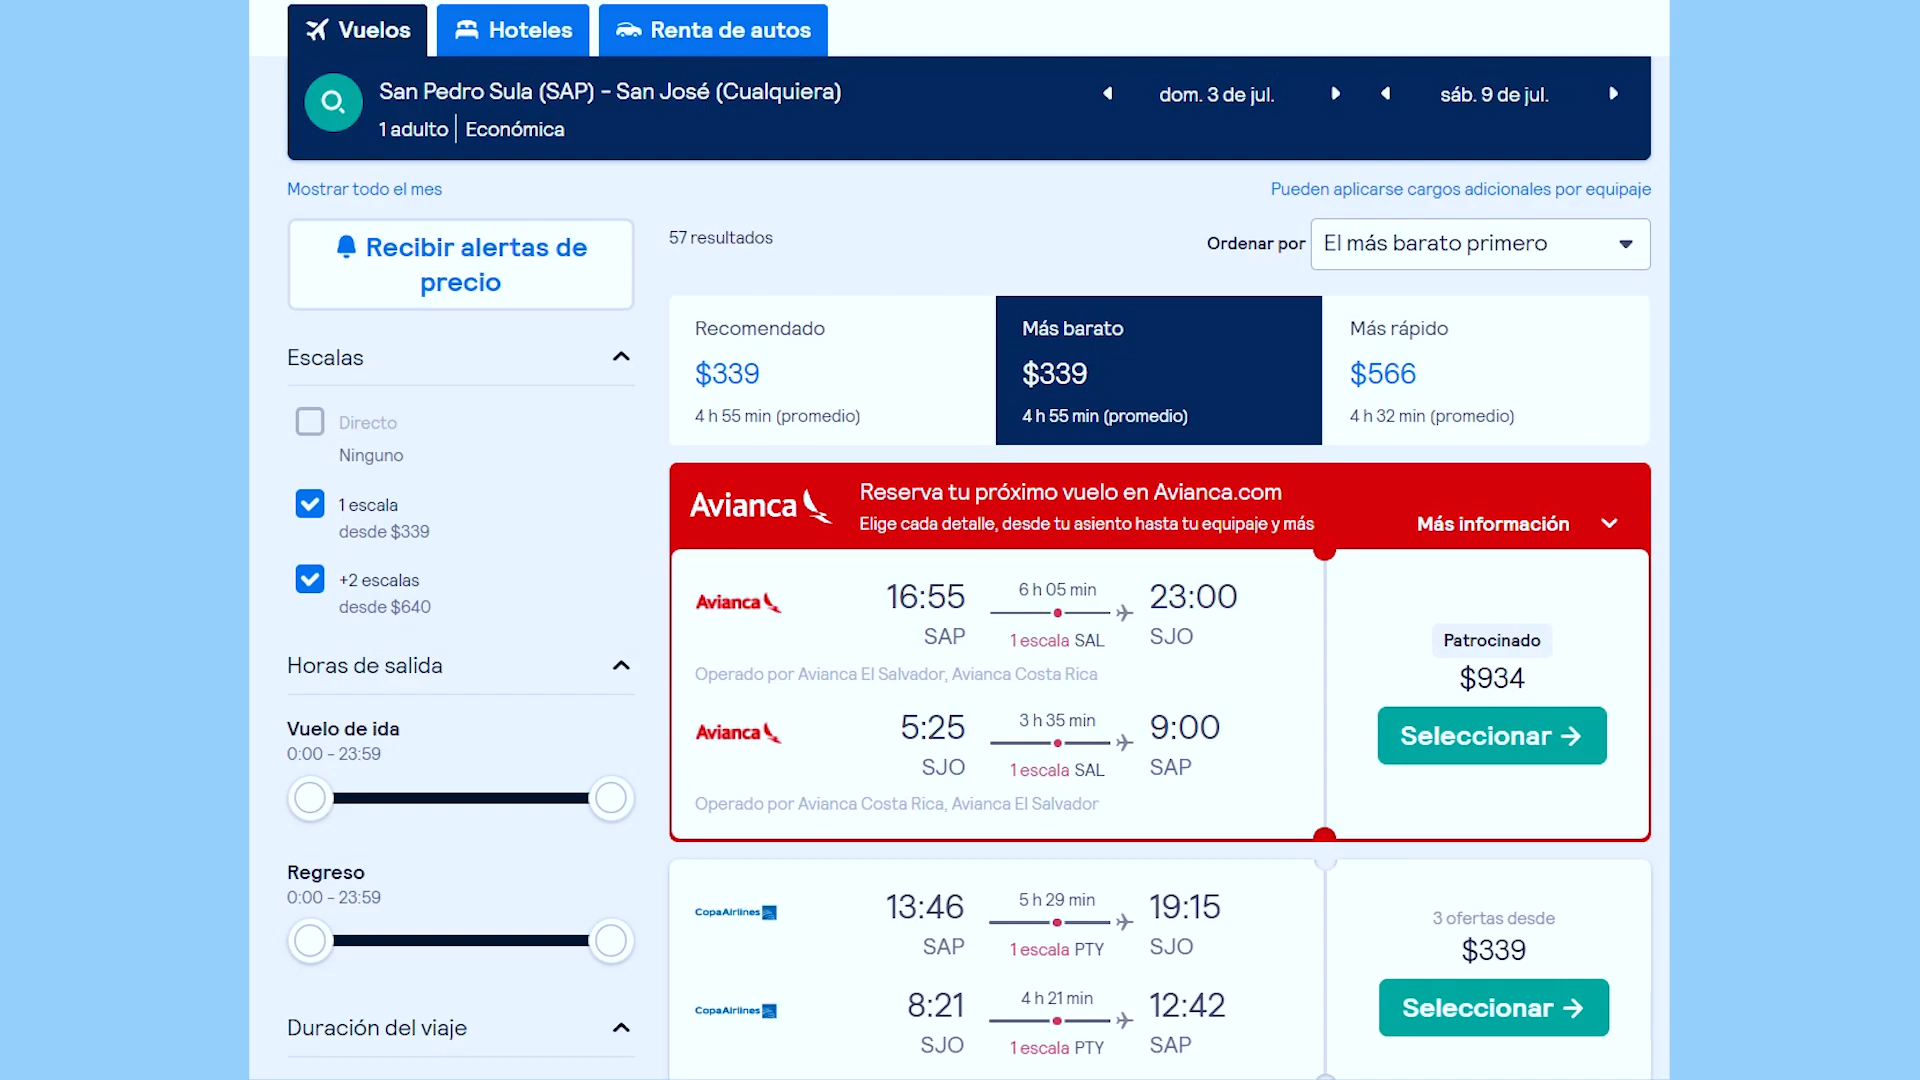 Vuelos
Hoteles
Renta de autos
San Pedro Sula (SAP) - San José (Cualquiera)
1 adulto | Económica
dom. 3 de jul.
sáb. 9 de jul.
Mostrar todo el mes
Pueden aplicarse cargos adicionales por equipaje
Recibir alertas de
precio
57 resultados
Ordenar por
El más barato primero
Escalas
Directo
Ninguno
1 escala
desde $339
+2 escalas
desde $640
Horas de salida
Vuelo de ida
0:00 - 23:59
Regreso
0:00 - 23:59
Duración del viaje
Recomendado
$339
4 h 55 min (promedio)
Más barato
$339
4 h 55 min (promedio)
Más rápido
$566
4 h 32 min (promedio)
Avianca
Reserva tu próximo vuelo en Avianca.com
Elige cada detalle, desde tu asiento hasta tu equipaje y más
Más información
Avianca
16:55
SAP
6 h 05 min
1 escala SAL
23:00
SJO
Operado por Avianca El Salvador, Avianca Costa Rica
Avianca
5:25
SJO
3 h 35 min
1 escala SAL
9:00
SAP
Operado por Avianca Costa Rica, Avianca El Salvador
Patrocinado
$934
Seleccionar
CopaAirlines
13:46
SAP
5 h 29 min
1 escala PTY
19:15
SJO
CopaAirlines
8:21
SJO
4 h 21 min
1 escala PTY
12:42
SAP
3 ofertas desde
$339
Seleccionar